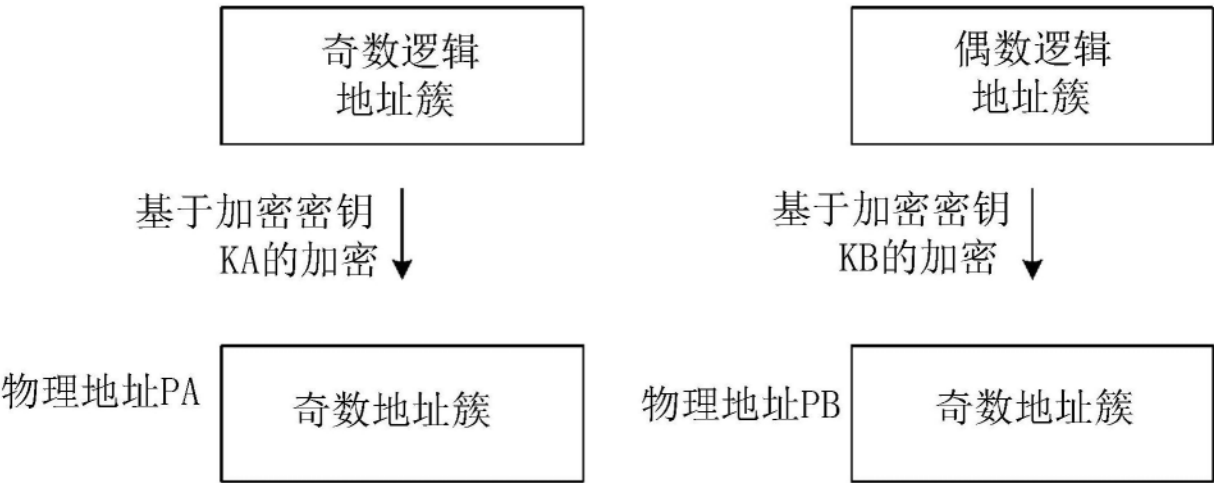 奇数逻辑
地址簇
偶数逻辑
地址簇
基于加密密钥
KA的加密
基于加密密钥
KB的加密
物理地址PA
奇数地址簇
物理地址PB
奇数地址簇